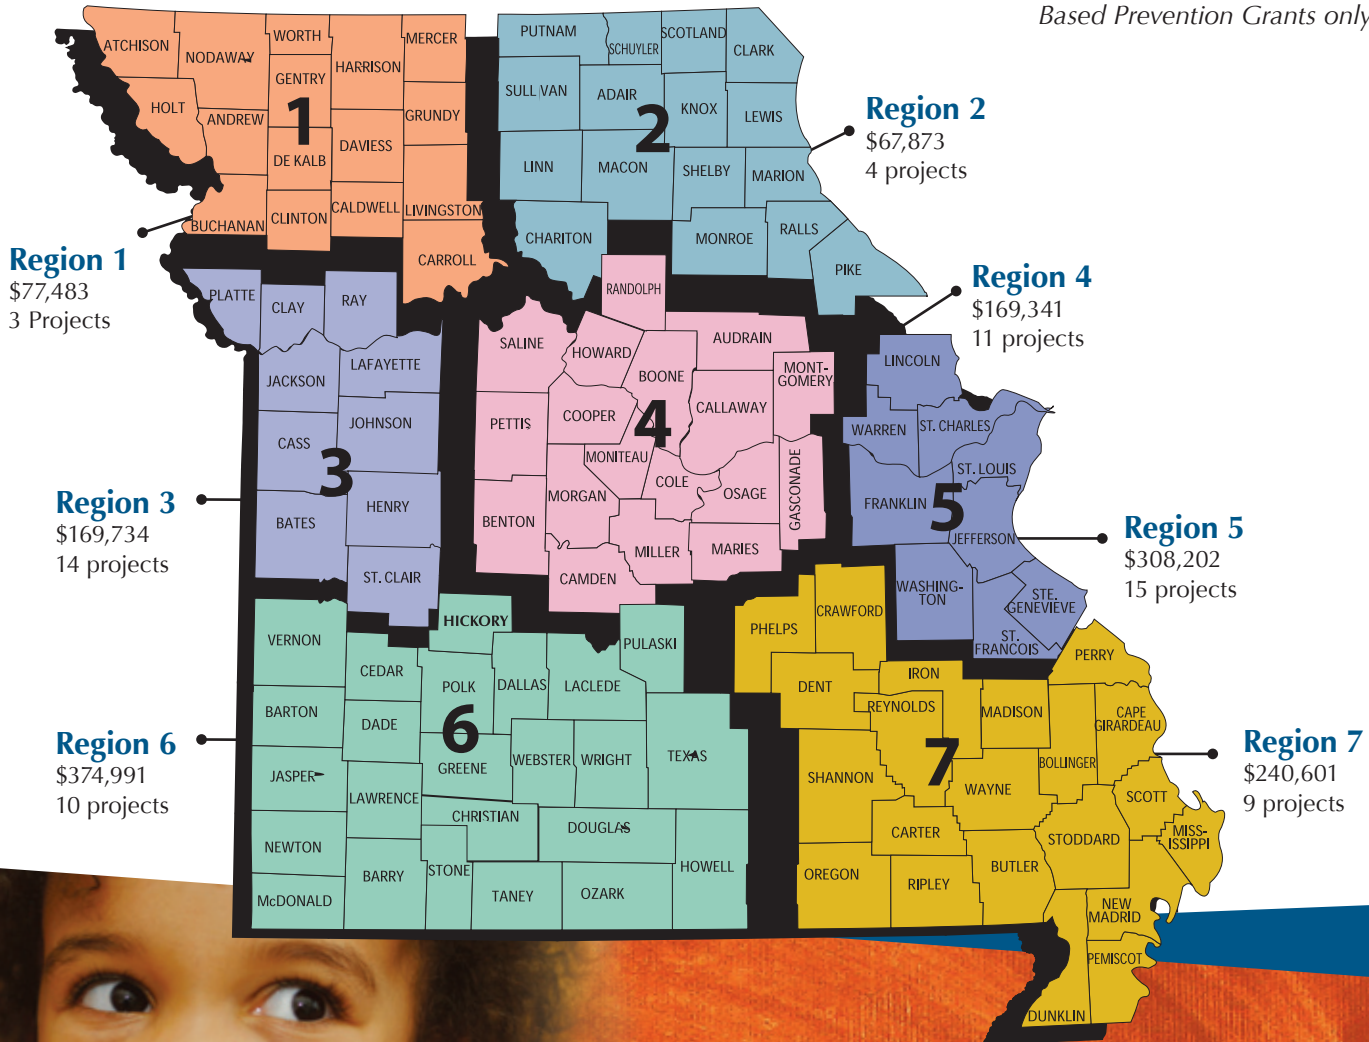 Based Prevention Grants only
ATCHISON
NODAWAY
WORTH
MERCER
HARRISON
GENTRY
HOLT
ANDREW
GRUNDY
DAVIESS
DE KALB
BUCHANAN
CLINTON
CALDWELL
LIVINGSTON
CARROLL
1
PUTNAM
SCHUYLER
SCOTLAND
CLARK
SULLIVAN
ADAIR
KNOX
LEWIS
2
LINN
MACON
SHELBY
MARION
CHARITON
MONROE
RALLS
PIKE
Region 2
$67,873
4 projects
Region 1
$77,483
3 Projects
Region 4
$169,341
11 projects
PLATTE
CLAY
RAY
JACKSON
LAFAYETTE
CASS
JOHNSON
3
BATES
HENRY
ST. CLAIR
Region 3
$169,734
14 projects
RANDOLPH
SALINE
HOWARD
AUDRAIN
BOONE
MONT-
GOMERY
PETTIS
COOPER
CALLAWAY
4
MONITEAU
COLE
MORGAN
OSAGE
GASCONADE
BENTON
MILLER
MARIES
CAMDEN
LINCOLN
WARREN
ST. CHARLES
ST. LOUIS
FRANKLIN
5
JEFFERSON
WASHING-
TON
STE.
GENEVIEVE
ST.
FRANCOIS
Region 5
$308,202
15 projects
HICKORY
VERNON
PULASKI
CEDAR
POLK
DALLAS
LACLEDE
BARTON
DADE
6
GREENE
WEBSTER
WRIGHT
TEXAS
JASPER
LAWRENCE
CHRISTIAN
DOUGLAS
NEWTON
BARRY
STONE
HOWELL
McDONALD
TANEY
OZARK
Region 6
$374,991
10 projects
PHELPS
CRAWFORD
PERRY
DENT
IRON
REYNOLDS
MADISON
CAPE
GIRARDEAU
7
BOLLINGER
SHANNON
WAYNE
SCOTT
CARTER
STODDARD
MISS-
ISSIPPI
OREGON
RIPLEY
BUTLER
NEW
MADRID
PEMISCOT
DUNKLIN
Region 7
$240,601
9 projects